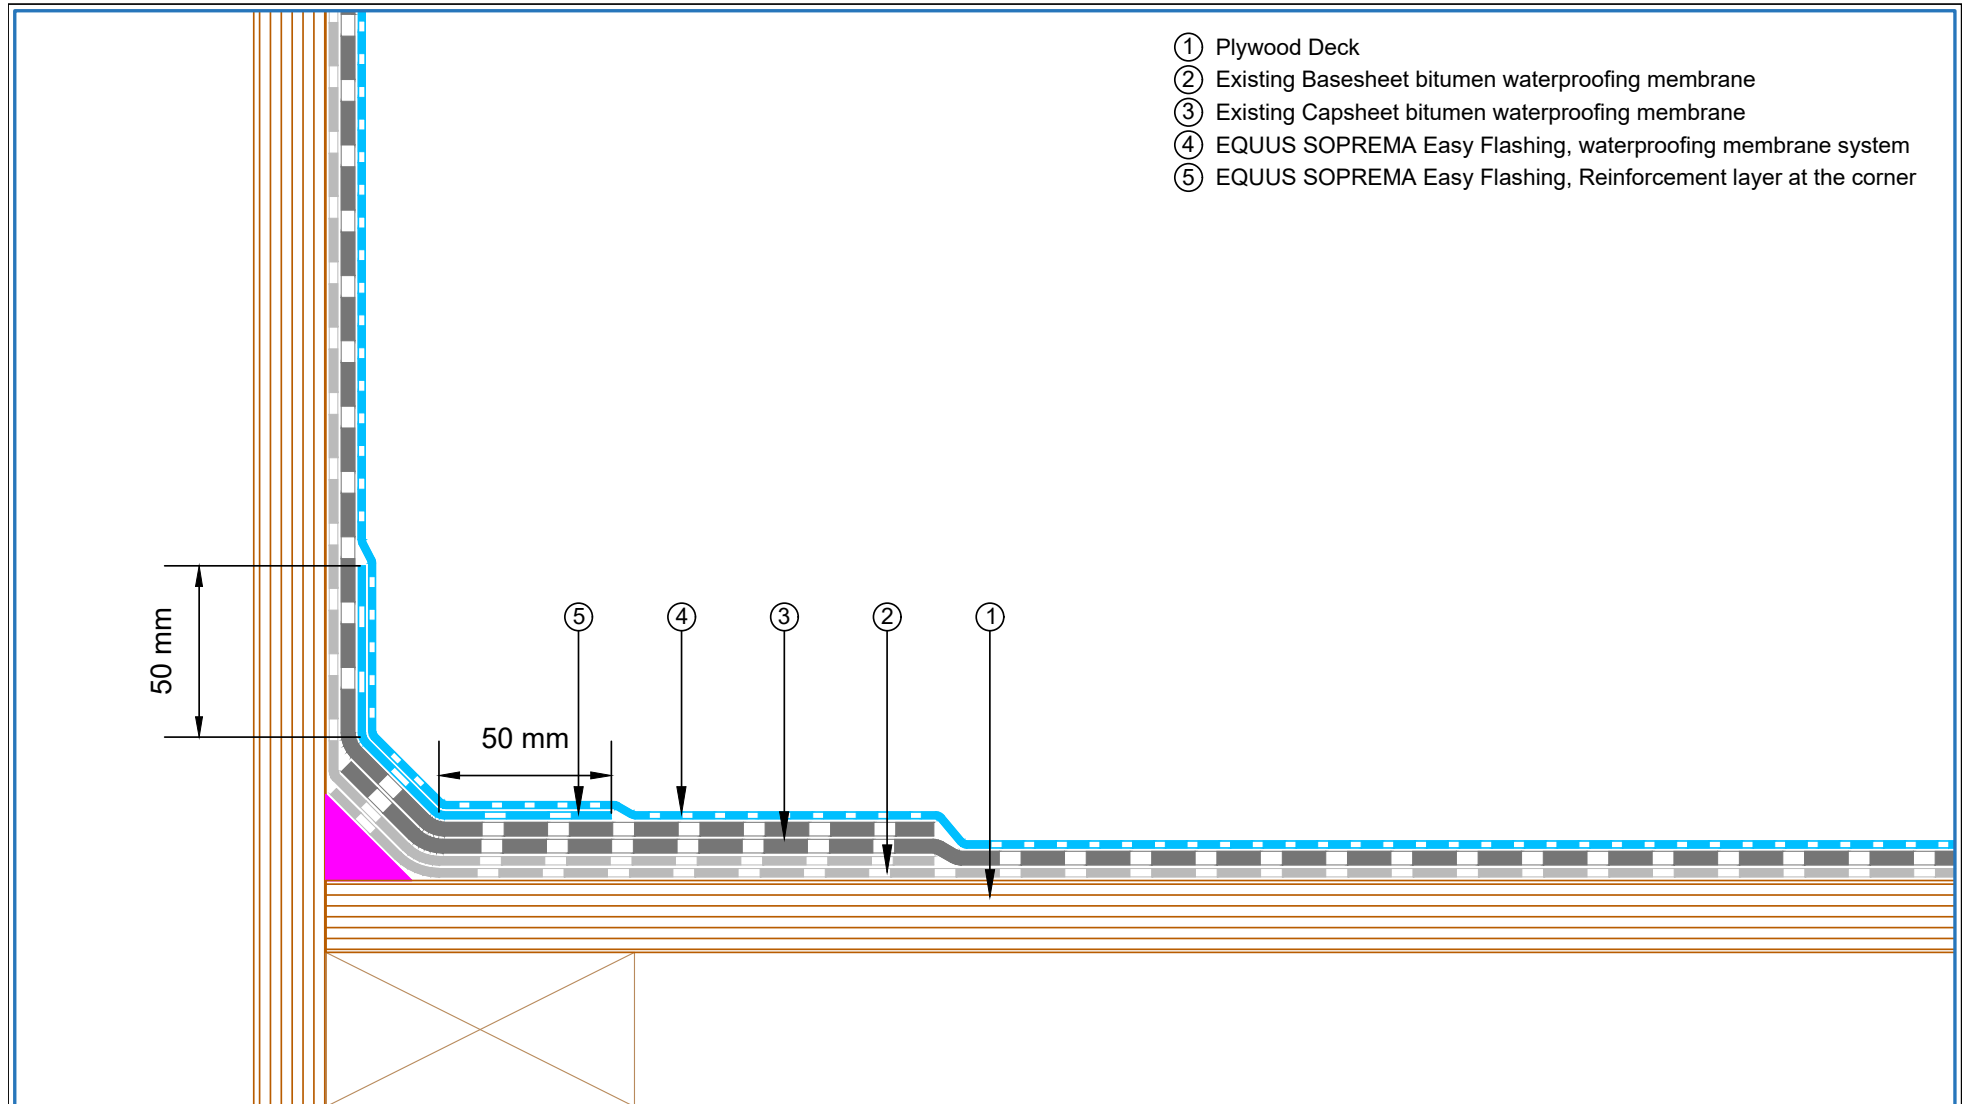 ① Plywood Deck
② Existing Basesheet bitumen waterproofing membrane
③ Existing Capsheet bitumen waterproofing membrane
④ EQUUS SOPREMA Easy Flashing, waterproofing membrane system
⑤ EQUUS SOPREMA Easy Flashing, Reinforcement layer at the corner
⑤ ④ ③ ② ①
50 mm
50 mm